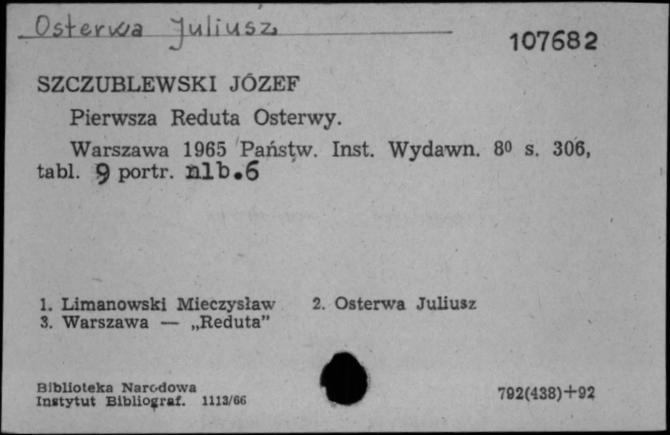 Osterwa Juliusz
107682
SZCZUBLEWSKI JÓZEF
Pierwsza Reduta Osterwy.
Warszawa 1965 Państw. Inst. Wydawn. 8⁰ s. 306,
tabl. 9 portr. nlb.6
1. Limanowski Mieczysław 2. Osterwa Juliusz
3. Warszawa — „Reduta”
Biblioteka Narodowa
Instytut Bibliograf. 1113/66
792(438)+92